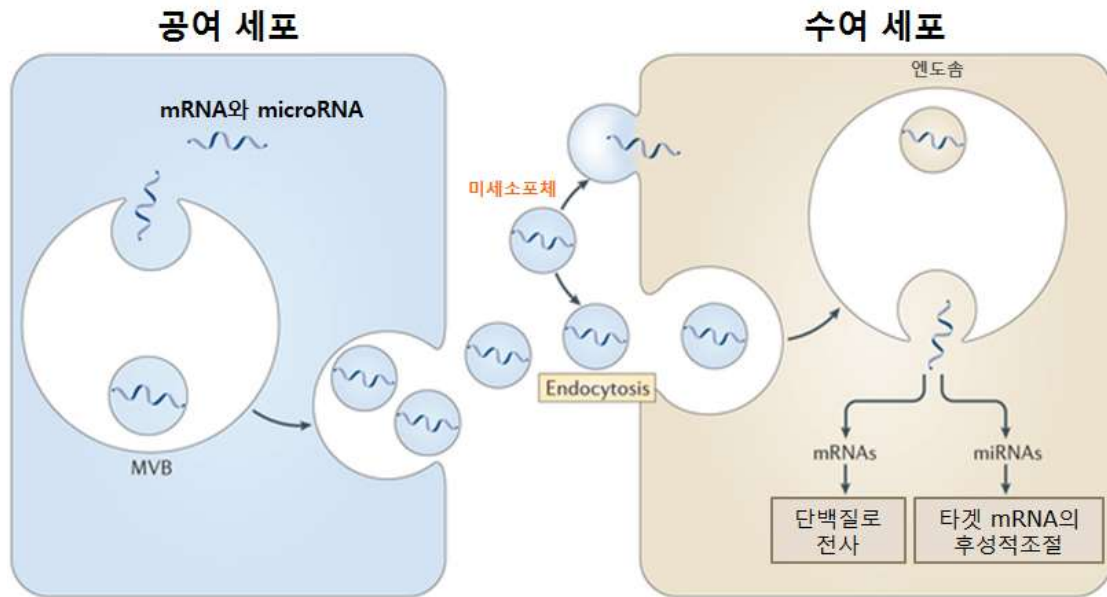 공여 세포
수여 세포
엔도솜
mRNA와 microRNA
미세소포체
Endocytosis
MVB
mRNAs
miRNAs
단백질로
전사
타겟 mRNA의
후성적조절